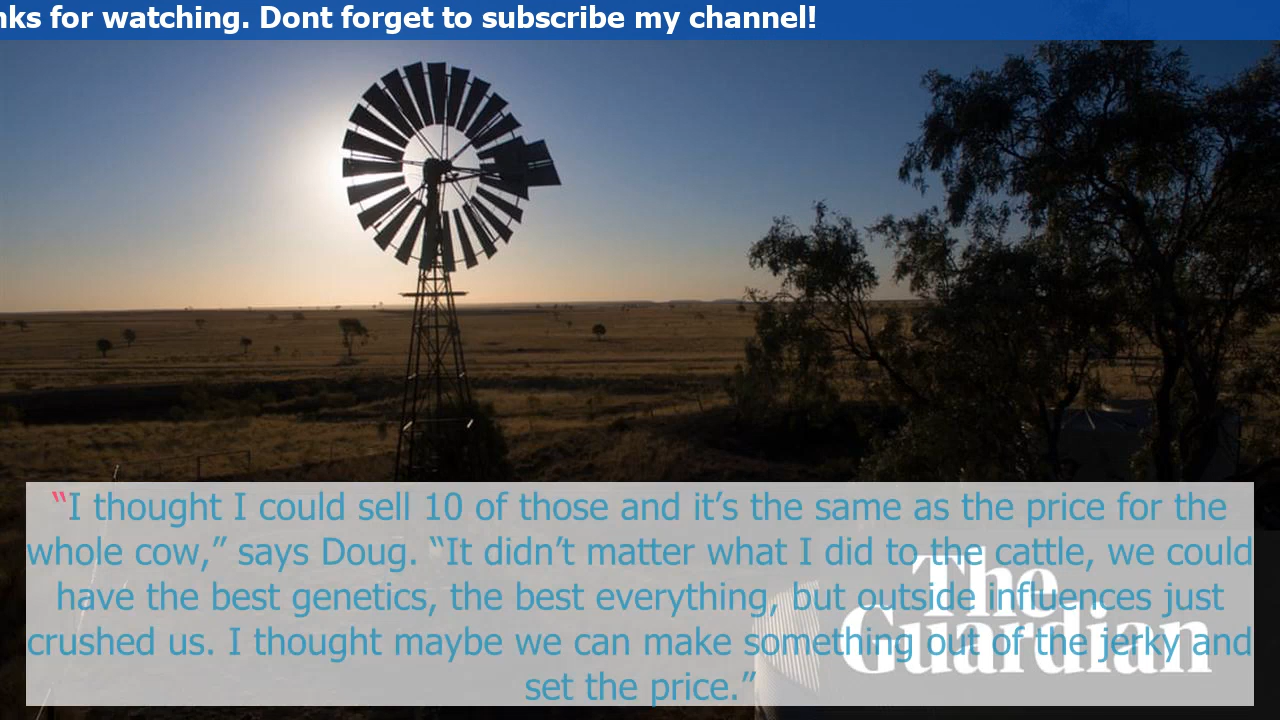 nks for watching. Dont forget to subscribe my channel!
“I thought I could sell 10 of those and it’s the same as the price for the
whole cow,” says Doug. “It didn’t matter what I did to the cattle, we could
have the best genetics, the best everything, but outside influences just
crushed us. I thought maybe we can make something out of the jerky and
set the price.”
The
Guardian